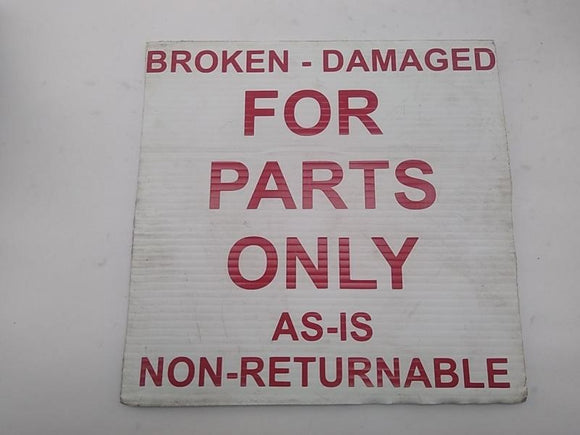 BROKEN - DAMAGED
FOR
PARTS
ONLY
AS-IS
NON-RETURNABLE